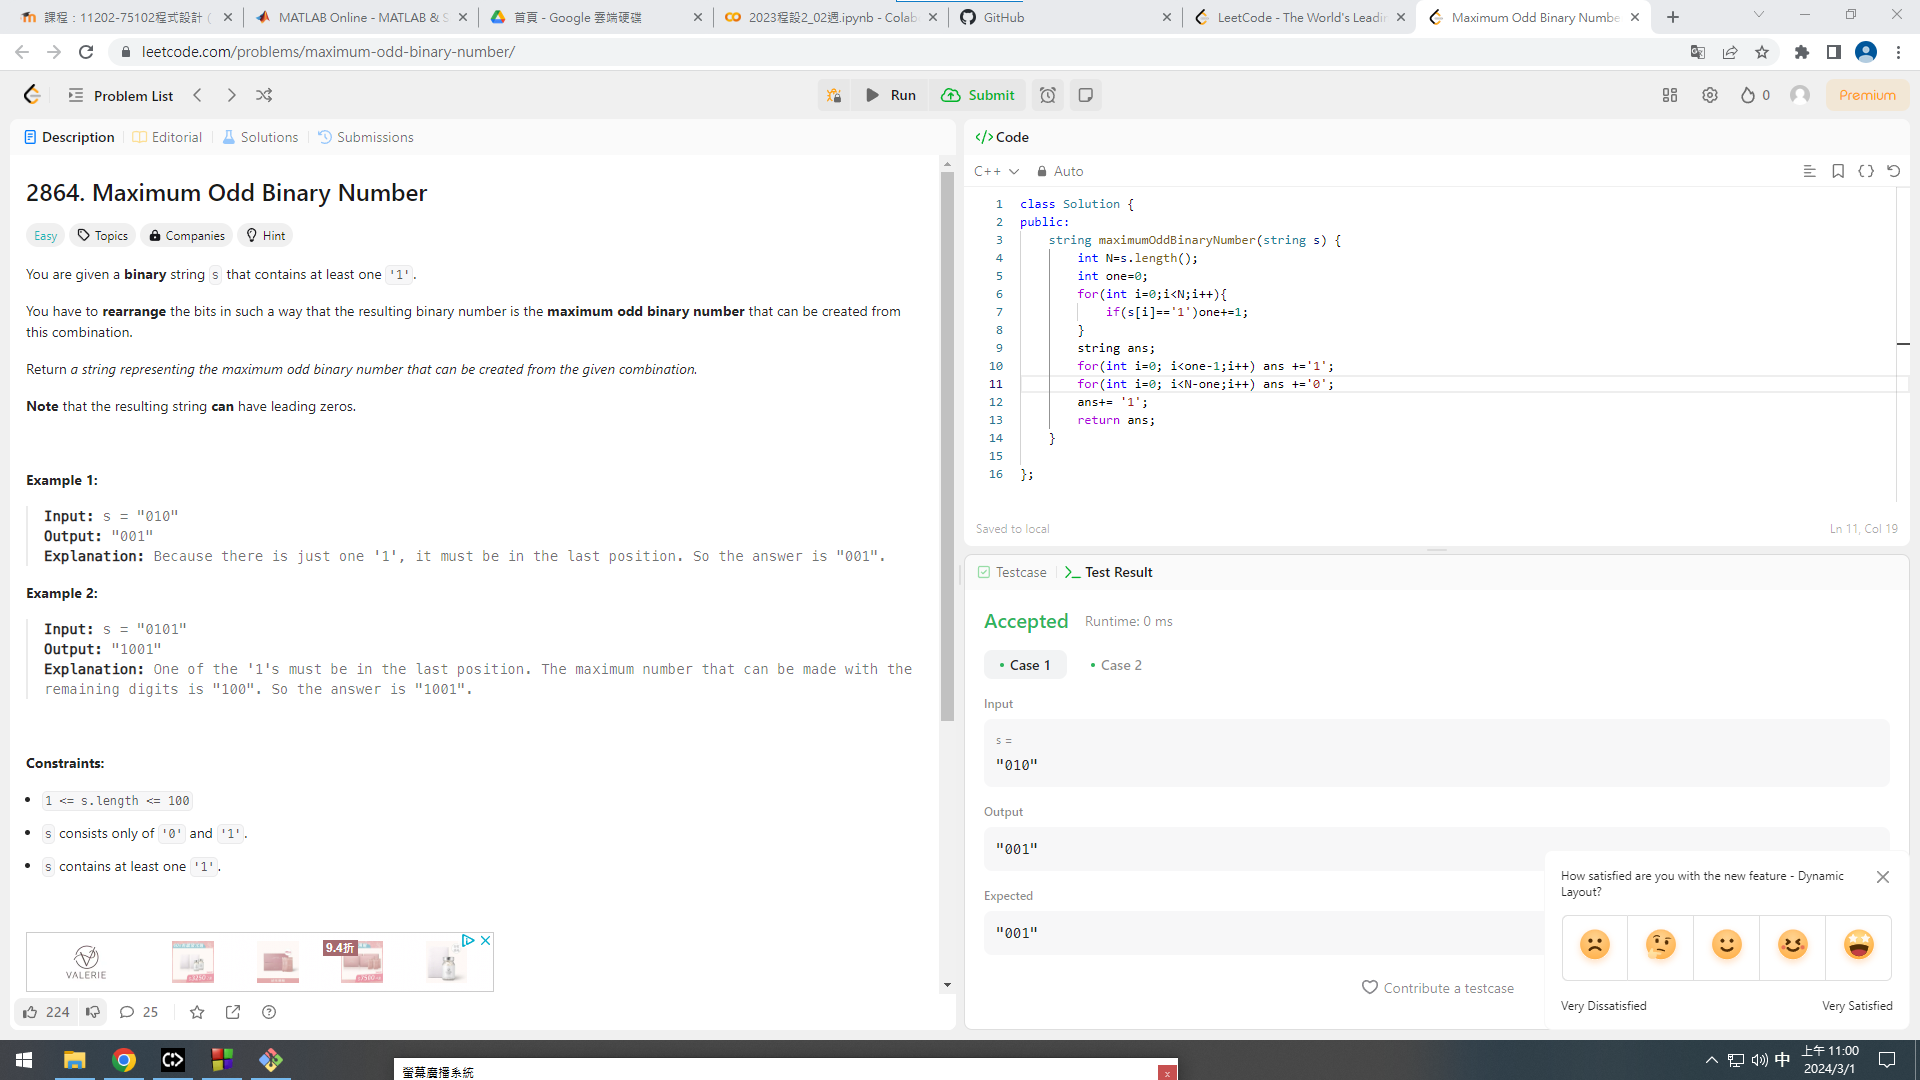 課程：11202-75102程式設計 (
MATLAB Online - MATLAB & S
首頁 - Google 雲端硬碟
2023程設2_02週.ipynb - Colab
GitHub
LeetCode - The World's Leadin
Maximum Odd Binary Numbe
leetcode.com/problems/maximum-odd-binary-number/
Problem List
Run
Submit
0
Premium
Description
Editorial
Solutions
Submissions
2864. Maximum Odd Binary Number
Easy
Topics
Companies
Hint
You are given a binary string s that contains at least one '1'.
You have to rearrange the bits in such a way that the resulting binary number is the maximum odd binary number that can be created from
this combination.
Return a string representing the maximum odd binary number that can be created from the given combination.
Note that the resulting string can have leading zeros.
Example 1:
Input: s = "010"
Output: "001"
Explanation: Because there is just one '1', it must be in the last position. So the answer is "001".
Example 2:
Input: s = "0101"
Output: "1001"
Explanation: One of the '1's must be in the last position. The maximum number that can be made with the
remaining digits is "100". So the answer is "1001".
Constraints:
1 <= s.length <= 100
s consists only of '0' and '1'.
s contains at least one '1'.
VALERIE
9.4折
224
25
</> Code
C++
Auto
1 class Solution {
2 public:
3 string maximumOddBinaryNumber(string s) {
4 int N=s.length();
5 int one=0;
6 for(int i=0;i<N;i++){
7 if(s[i]=='1')one+=1;
8 }
9 string ans;
10 for(int i=0; i<one-1;i++) ans +='1';
11 for(int i=0; i<N-one;i++) ans +='0';
12 ans+= '1';
13 return ans;
14 }
15
16 };
Saved to local
Ln 11, Col 19
Testcase
Test Result
Accepted
Runtime: 0 ms
Case 1
Case 2
Input
s =
"010"
Output
"001"
Expected
"001"
Contribute a testcase
How satisfied are you with the new feature - Dynamic
Layout?
Very Dissatisfied
Very Satisfied
螢幕廣播系統
中
上午 11:00
2024/3/1